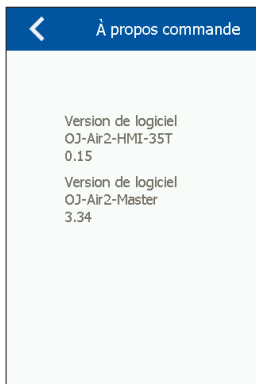 À propos commande
Version de logiciel
OJ-Air2-HMI-35T
0.15
Version de logiciel
OJ-Air2-Master
3.34